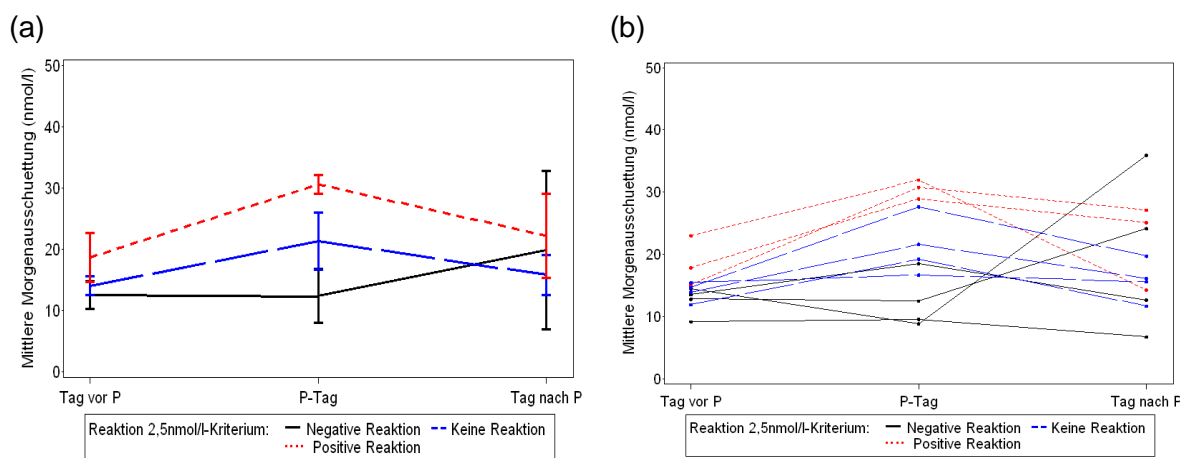 (a)
Mittlere Morgenausschuettung (nmol/l)
50
40
30
20
10
0
Tag vor P
P-Tag
Tag nach P
Reaktion 2,5nmol/l-Kriterium:
Negative Reaktion
Keine Reaktion
Positive Reaktion
(b)
Mittlere Morgenausschuettung (nmol/l)
50
40
30
20
10
0
Tag vor P
P-Tag
Tag nach P
Reaktion 2,5nmol/l-Kriterium:
Negative Reaktion
Keine Reaktion
Positive Reaktion